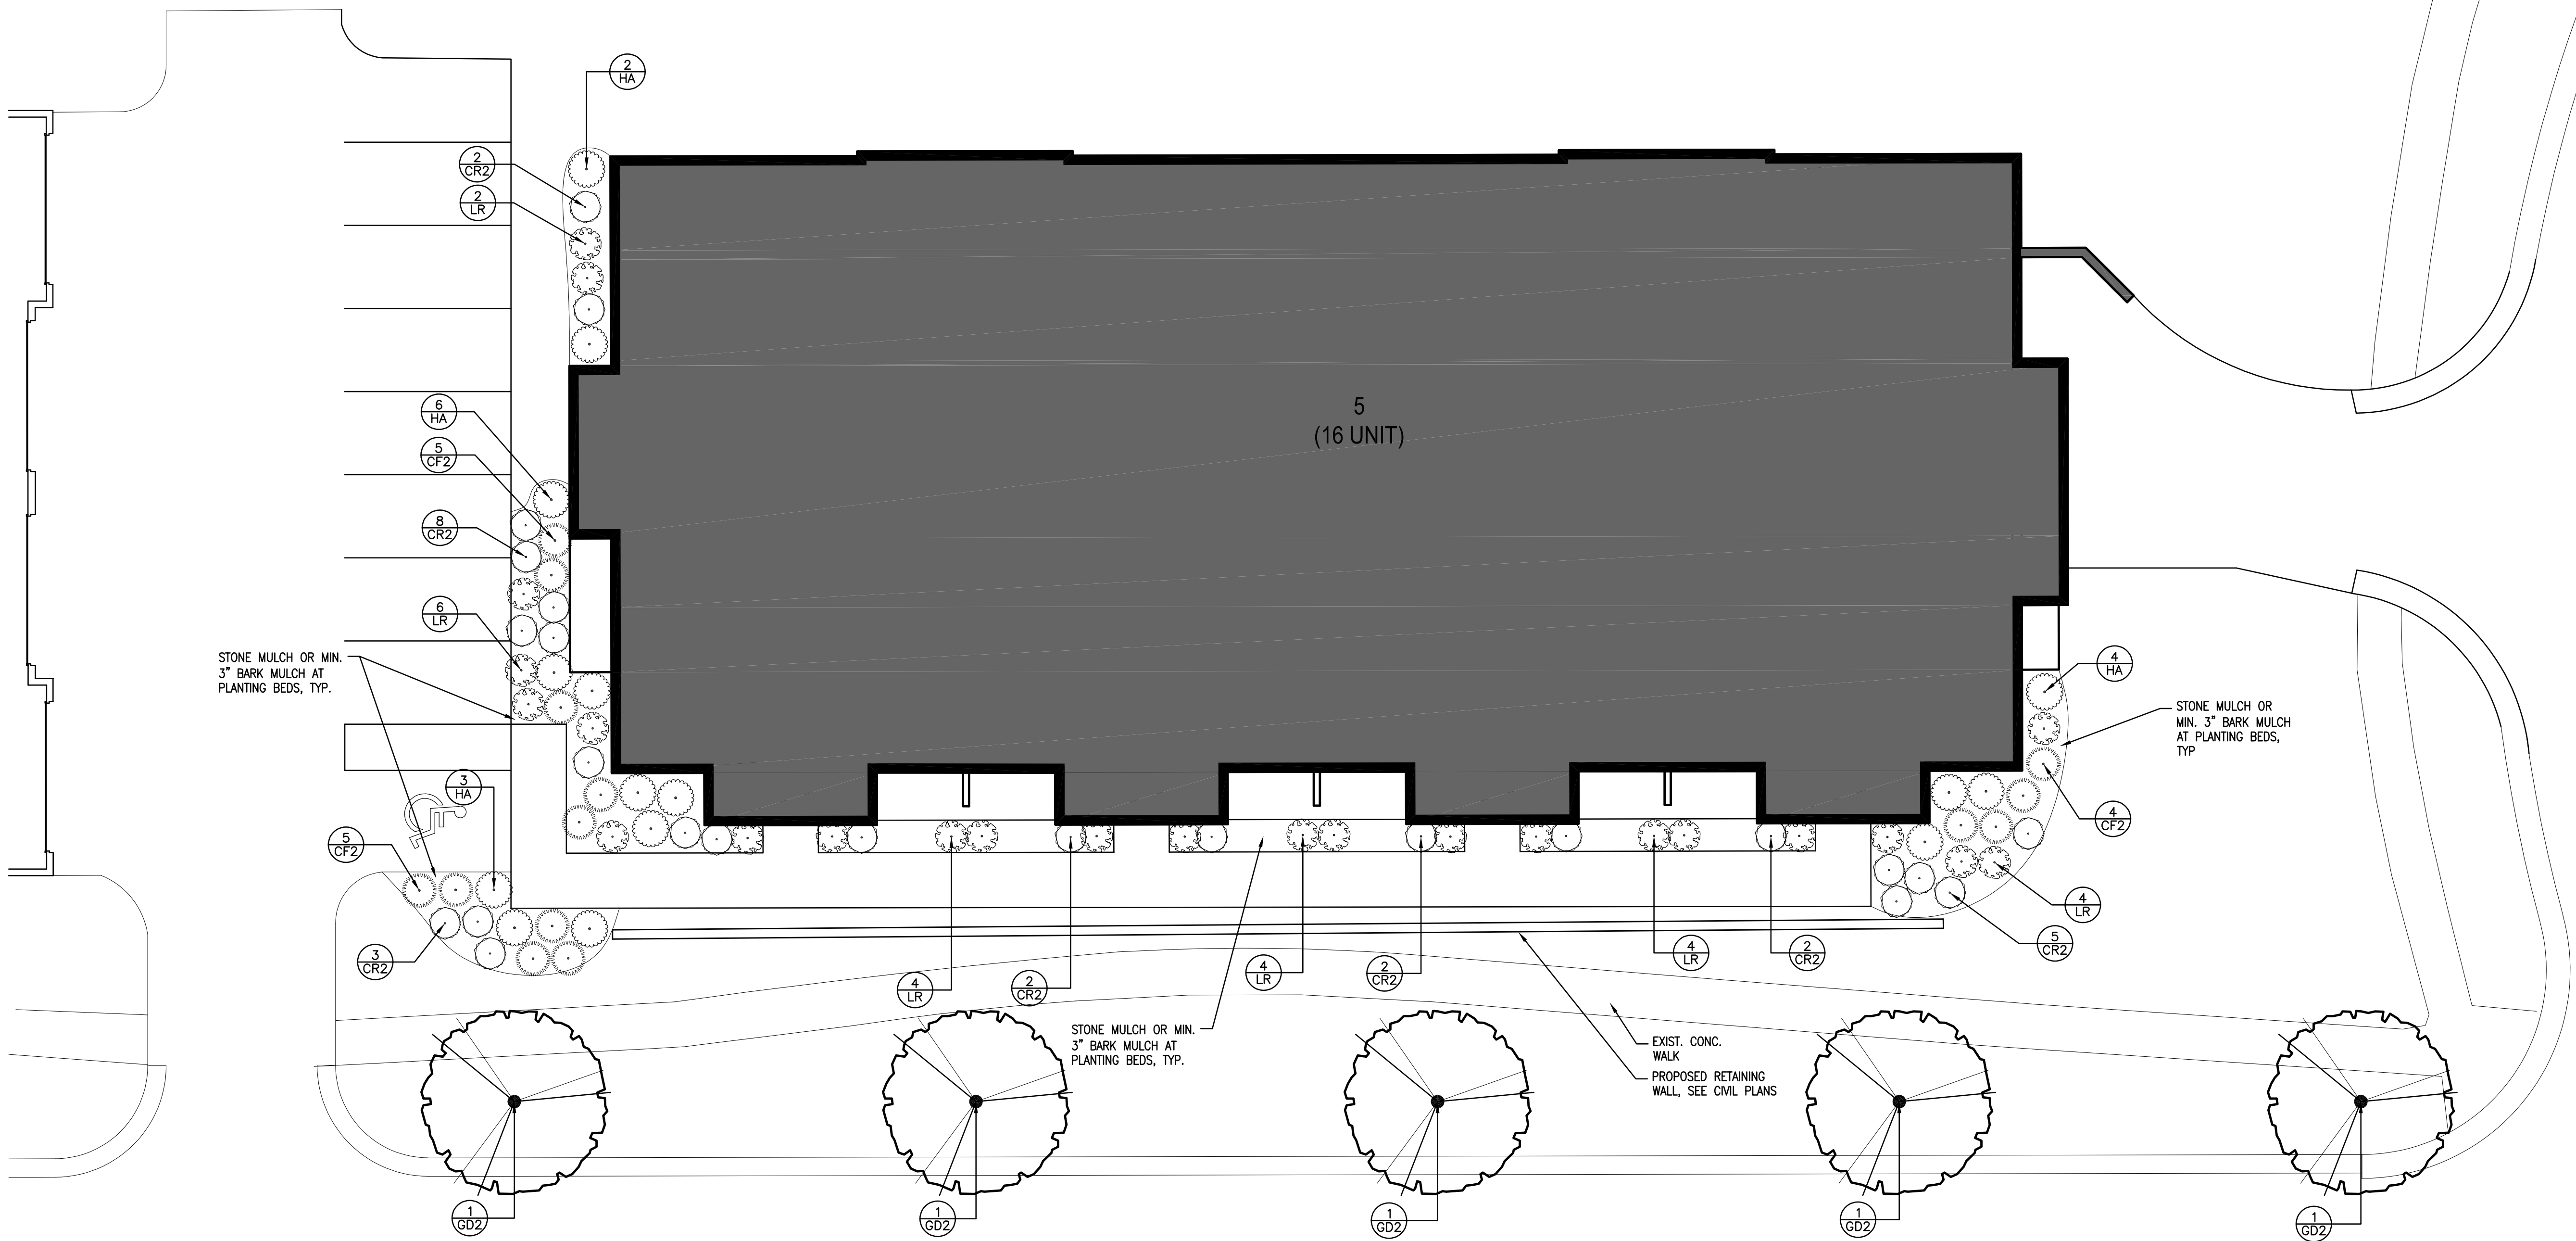 2
HA
2
CR2
2
LR
5
(16 UNIT)
6
HA
5
CF2
8
CR2
6
LR
STONE MULCH OR MIN.
3" BARK MULCH AT
PLANTING BEDS, TYP.
4
HA
STONE MULCH OR
MIN. 3" BARK MULCH
AT PLANTING BEDS,
TYP
3
HA
5
CF2
4
CF2
4
LR
3
CR2
5
CR2
4
LR
2
CR2
4
LR
2
CR2
4
LR
2
CR2
STONE MULCH OR MIN.
3" BARK MULCH AT
PLANTING BEDS, TYP.
EXIST. CONC.
WALK
PROPOSED RETAINING
WALL, SEE CIVIL PLANS
1
GD2
1
GD2
1
GD2
1
GD2
1
GD2